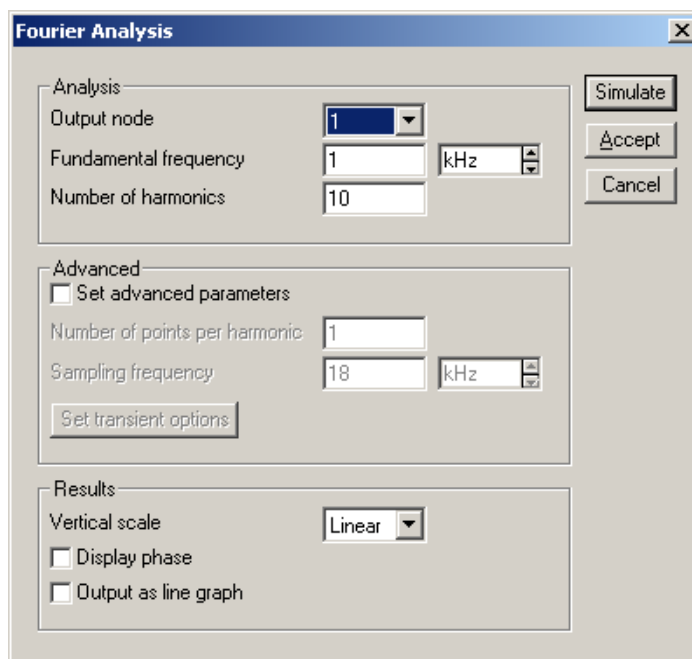 Fourier Analysis
Analysis
Output node 1
Fundamental frequency 1 kHz
Number of harmonics 10
Simulate
Accept
Cancel
Advanced
Set advanced parameters
Number of points per harmonic 1
Sampling frequency 18 kHz
Set transient options
Results
Vertical scale Linear
Display phase
Output as line graph